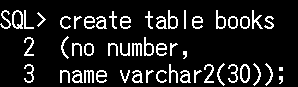 SQL> create table books
2 (no number,
3 name varchar2(30));